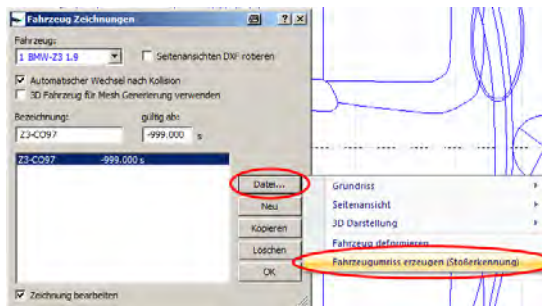 Fahrzeug Zeichnungen
Fahrzeug:
1 BMW-Z3 1.9
Seitenansichten DXF rotieren
Automatischer Wechsel nach Kollision
3D Fahrzeug für Mesh Generierung verwenden
Bezeichnung:
gültig ab:
Z3-CO97
-999.000 s
Z3-CO97 -999.000 s
Datei...
Neu
Kopieren
Löschen
OK
Zeichnung bearbeiten
Grundriss
Seitenansicht
3D Darstellung
Fahrzeug deformieren
Fahrzeugumriss erzeugen (Stoßerkennung)